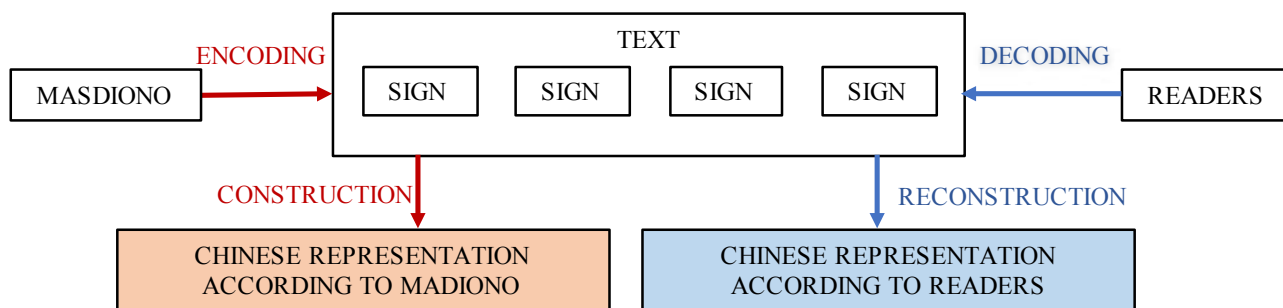 TEXT
ENCODING
DECODING
MASDIONO
SIGN SIGN SIGN SIGN
READERS
CONSTRUCTION
RECONSTRUCTION
CHINESE REPRESENTATION
ACCORDING TO MADIONO
CHINESE REPRESENTATION
ACCORDING TO READERS